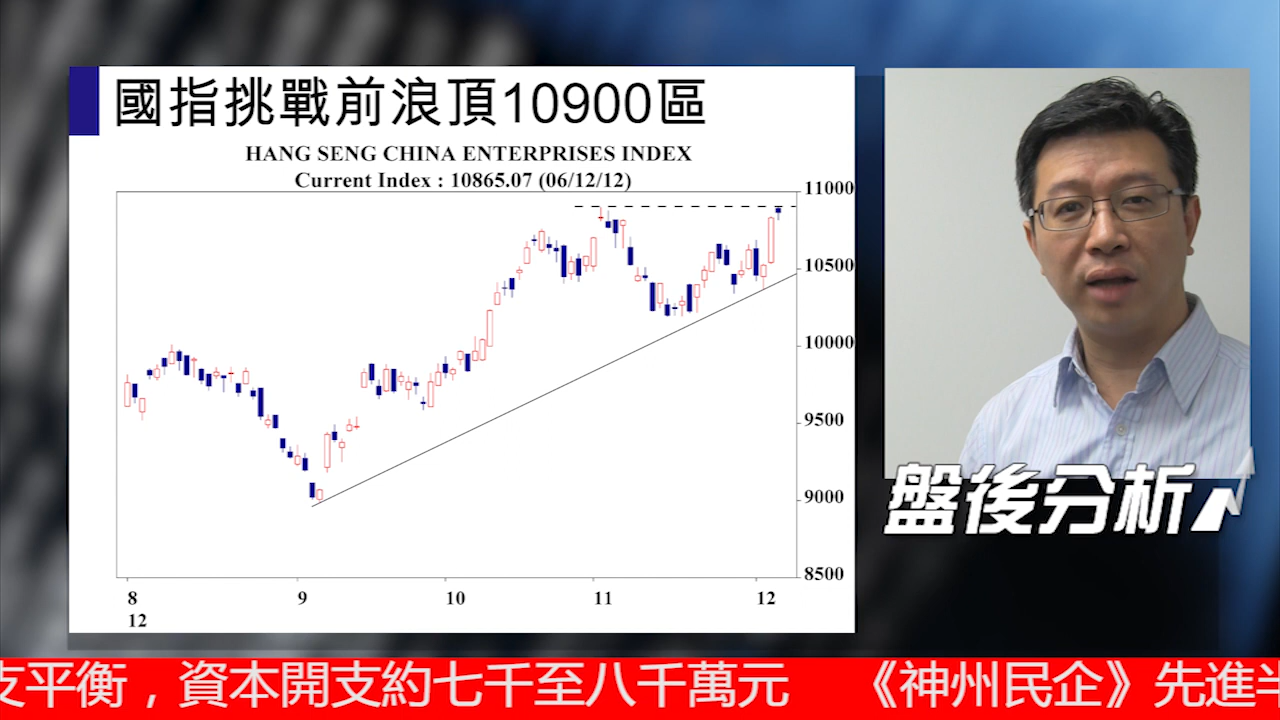 國指挑戰前浪頂10900區
HANG SENG CHINA ENTERPRISES INDEX
Current Index : 10865.07 (06/12/12)
11000
10500
10000
9500
9000
8500
8 9 10 11 12
12
盤後分析
支平衡，資本開支約七千至八千萬元 《神州民企》先進半